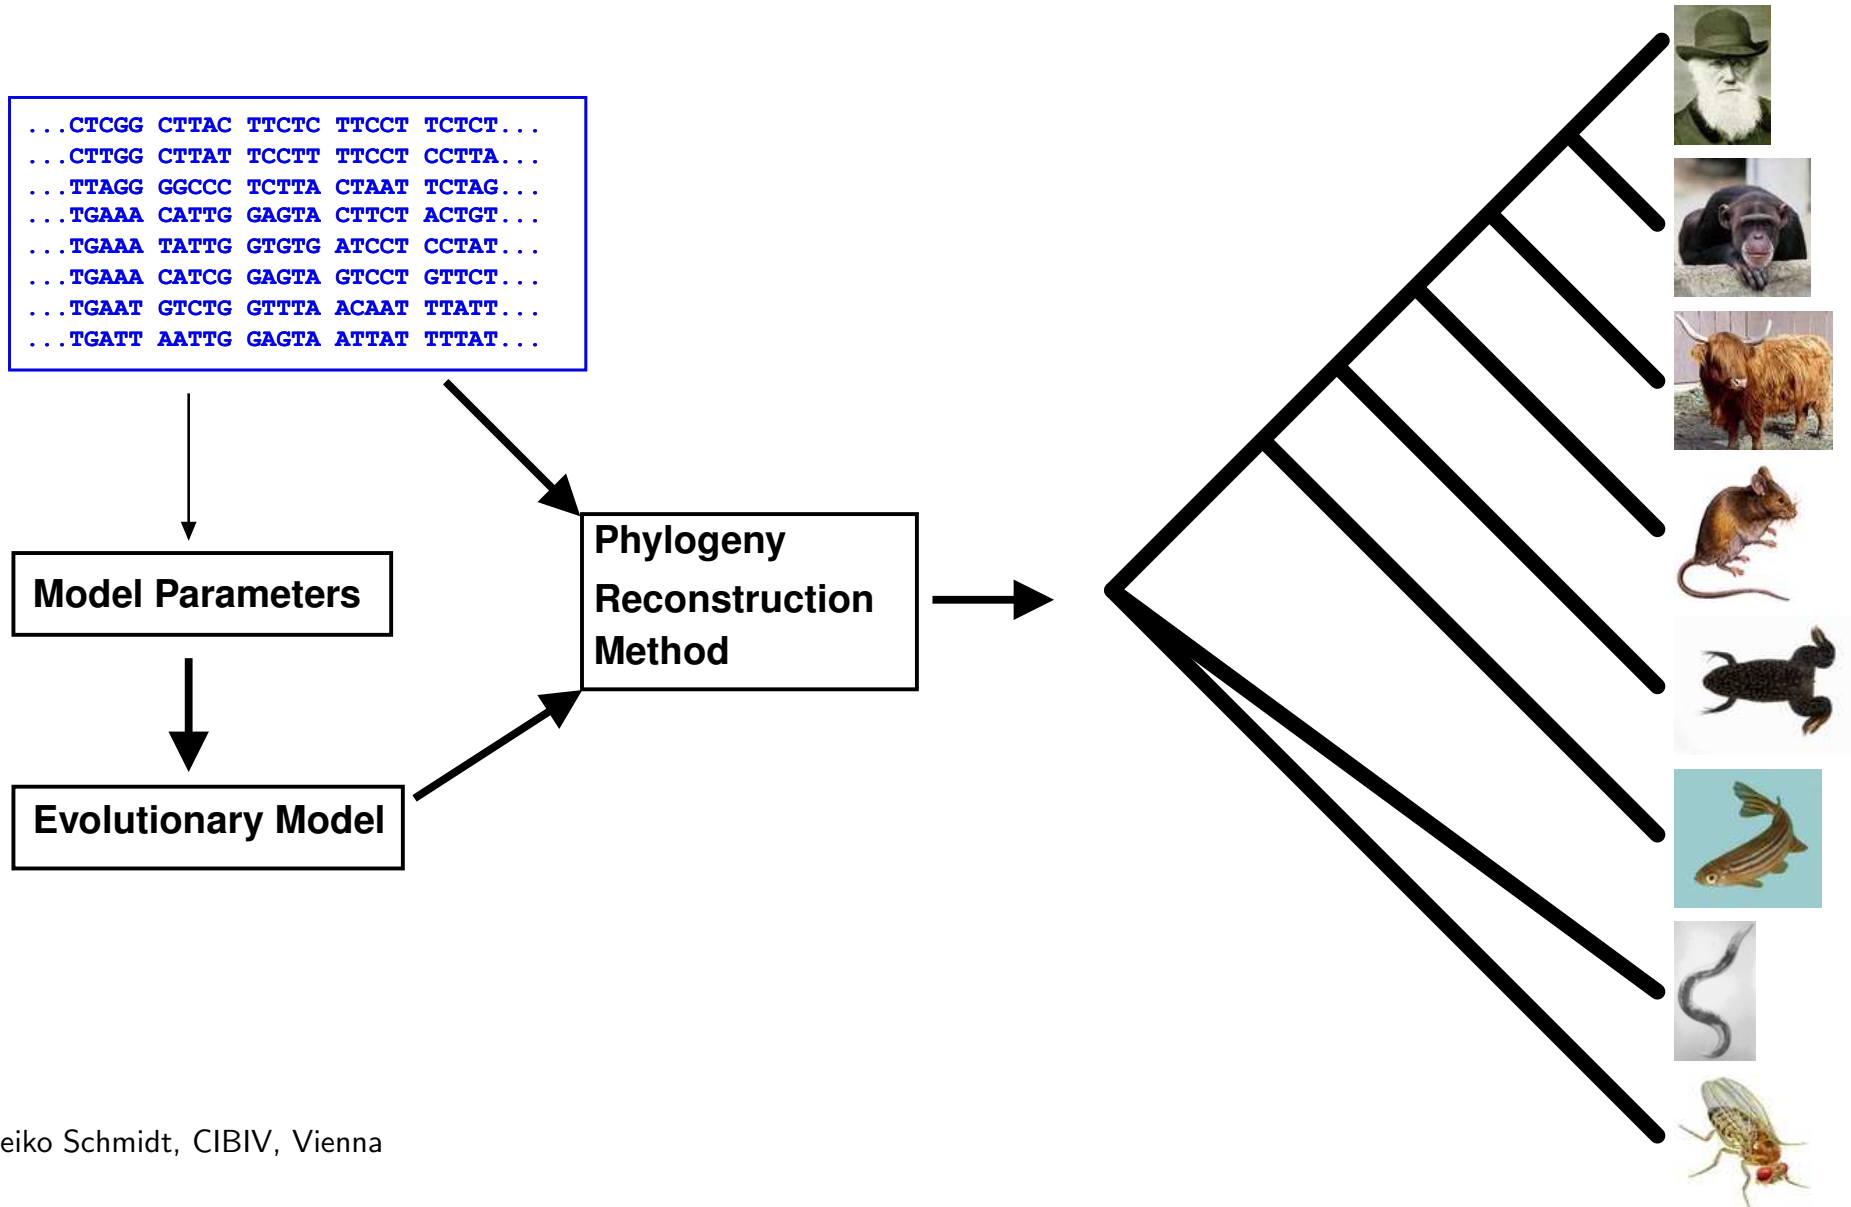 ...CTCGG CTTAC TTCTC TTCCT TCTCT...
...CTTGG CTTAT TCCTT TTCCT CCTTA...
...TTAGG GGCCC TCTTA CTAAT TCTAG...
...TGAAA CATTG GAGTA CTTCT ACTGT...
...TGAAA TATTG GTGTG ATCCT CCTAT...
...TGAAA CATCG GAGTA GTCCT GTTCT...
...TGAAT GTCTG GTTTA ACAAT TTATT...
...TGATT AATTG GAGTA ATTAT TTTAT...
Model Parameters
Evolutionary Model
Phylogeny
Reconstruction
Method
eiko Schmidt, CIBIV, Vienna